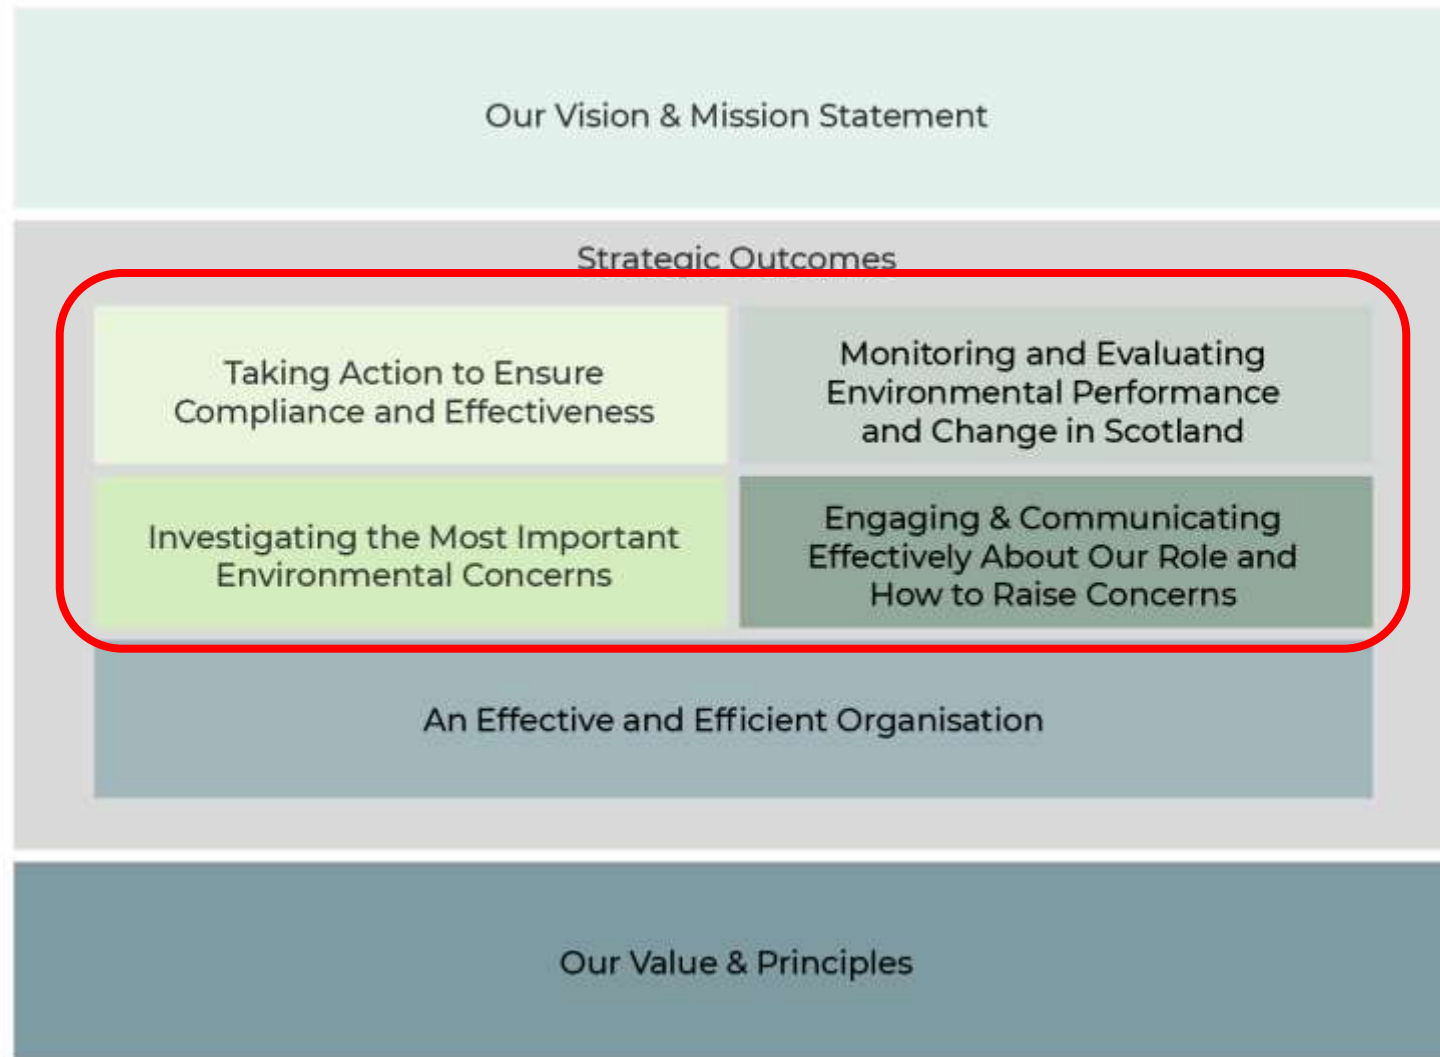 Our Vision & Mission Statement
Strategic Outcomes
Taking Action to Ensure
Compliance and Effectiveness
Monitoring and Evaluating
Environmental Performance
and Change in Scotland
Investigating the Most Important
Environmental Concerns
Engaging & Communicating
Effectively About Our Role and
How to Raise Concerns
An Effective and Efficient Organisation
Our Value & Principles